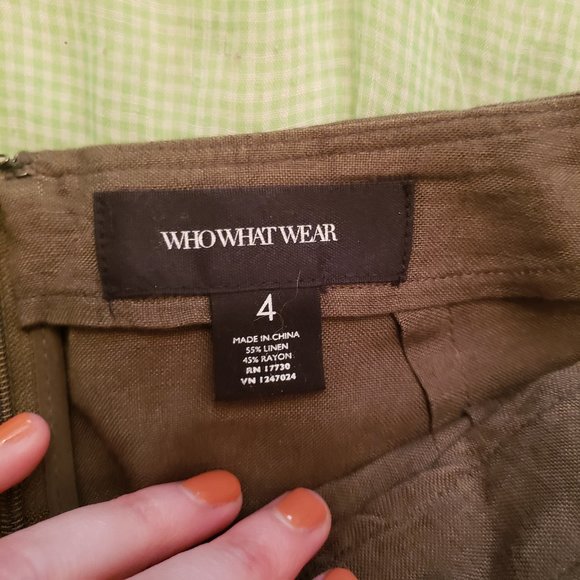 WHO WHAT WEAR
4
MADE IN CHINA
55% LINEN
45% RAYON
RN 17730
VN 1247024